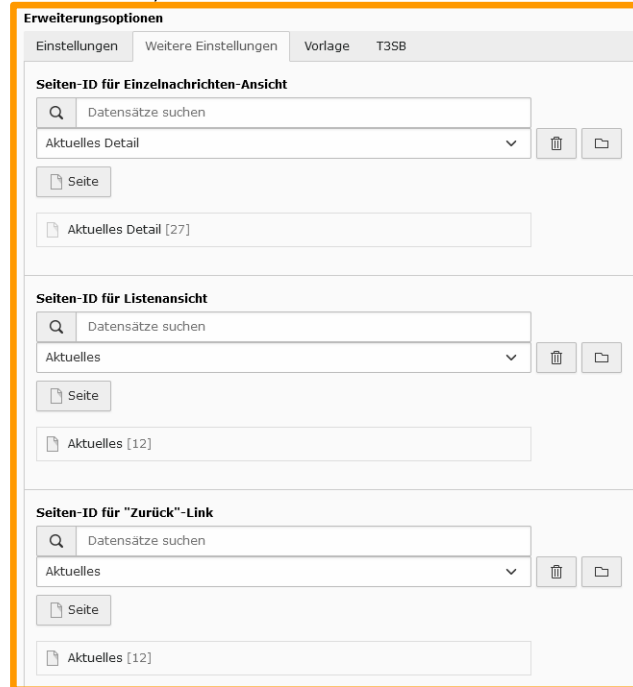 Erweiterungsoptionen
Einstellungen Weitere Einstellungen Vorlage T3SB
Seiten-ID für Einzelnachrichten-Ansicht
Datensätze suchen
Aktuelles Detail
Seite
Aktuelles Detail [27]
Seiten-ID für Listenansicht
Datensätze suchen
Aktuelles
Seite
Aktuelles [12]
Seiten-ID für "Zurück"-Link
Datensätze suchen
Aktuelles
Seite
Aktuelles [12]